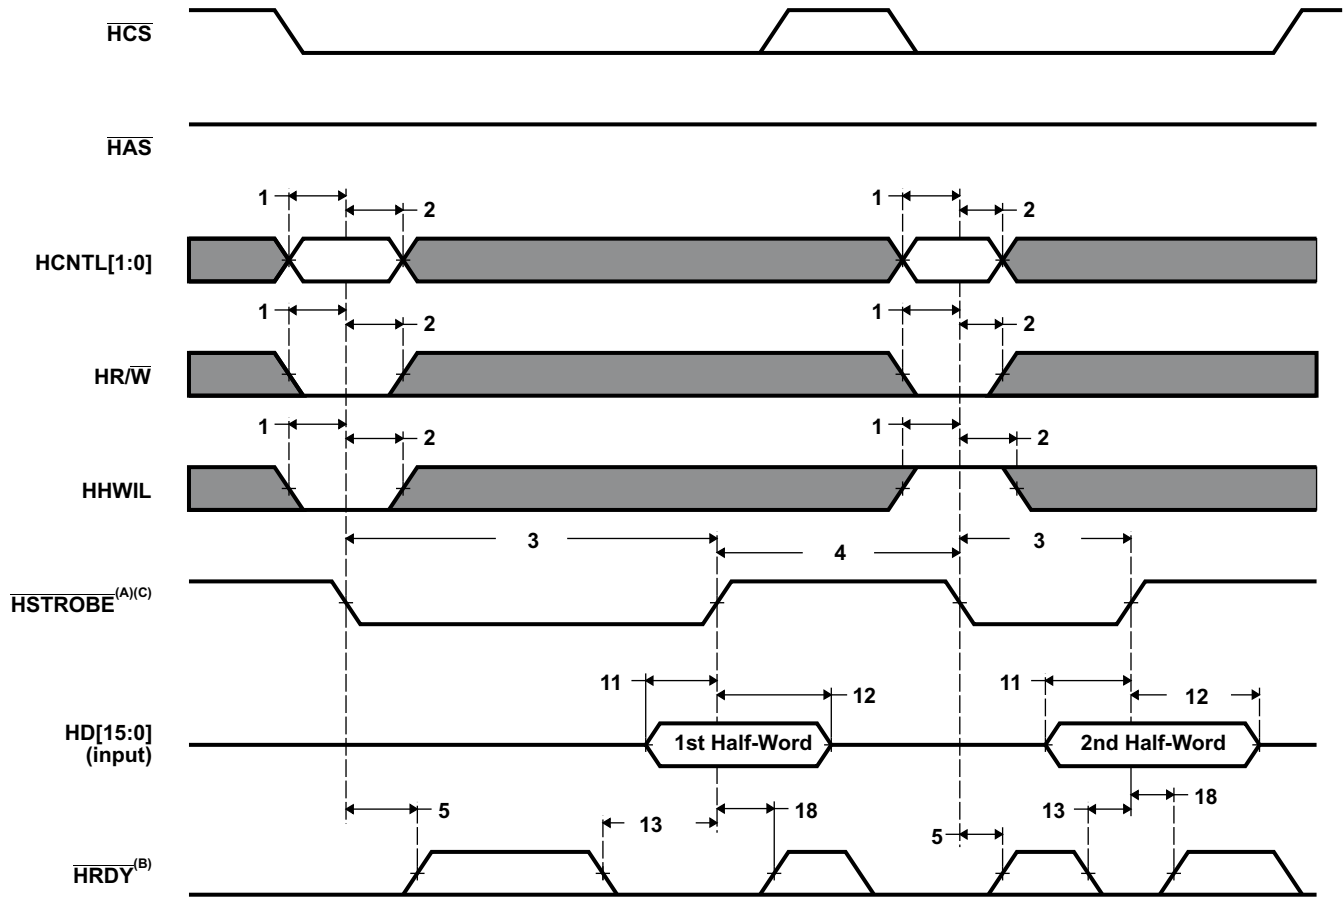 HCS
HAS
1 2 1 2
HCNTL[1:0]
1 2 1 2
HR/W
1 2 1 2
HHWIL
3 4 3
HSTROBE(A)(C)
11 12 11 12
HD[15:0]
(input)
1st Half-Word 2nd Half-Word
5 13 18 5 13 18
HRDY(B)